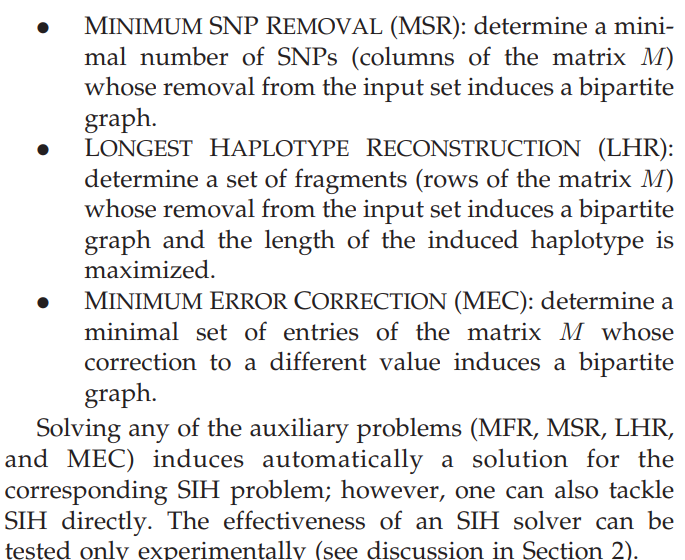 ● MINIMUM SNP REMOVAL (MSR): determine a mini-
mal number of SNPs (columns of the matrix M)
whose removal from the input set induces a bipartite
graph.
● LONGEST HAPLOTYPE RECONSTRUCTION (LHR):
determine a set of fragments (rows of the matrix M)
whose removal from the input set induces a bipartite
graph and the length of the induced haplotype is
maximized.
● MINIMUM ERROR CORRECTION (MEC): determine a
minimal set of entries of the matrix M whose
correction to a different value induces a bipartite
graph.
Solving any of the auxiliary problems (MFR, MSR, LHR,
and MEC) induces automatically a solution for the
corresponding SIH problem; however, one can also tackle
SIH directly. The effectiveness of an SIH solver can be
tested only experimentally (see discussion in Section 2).